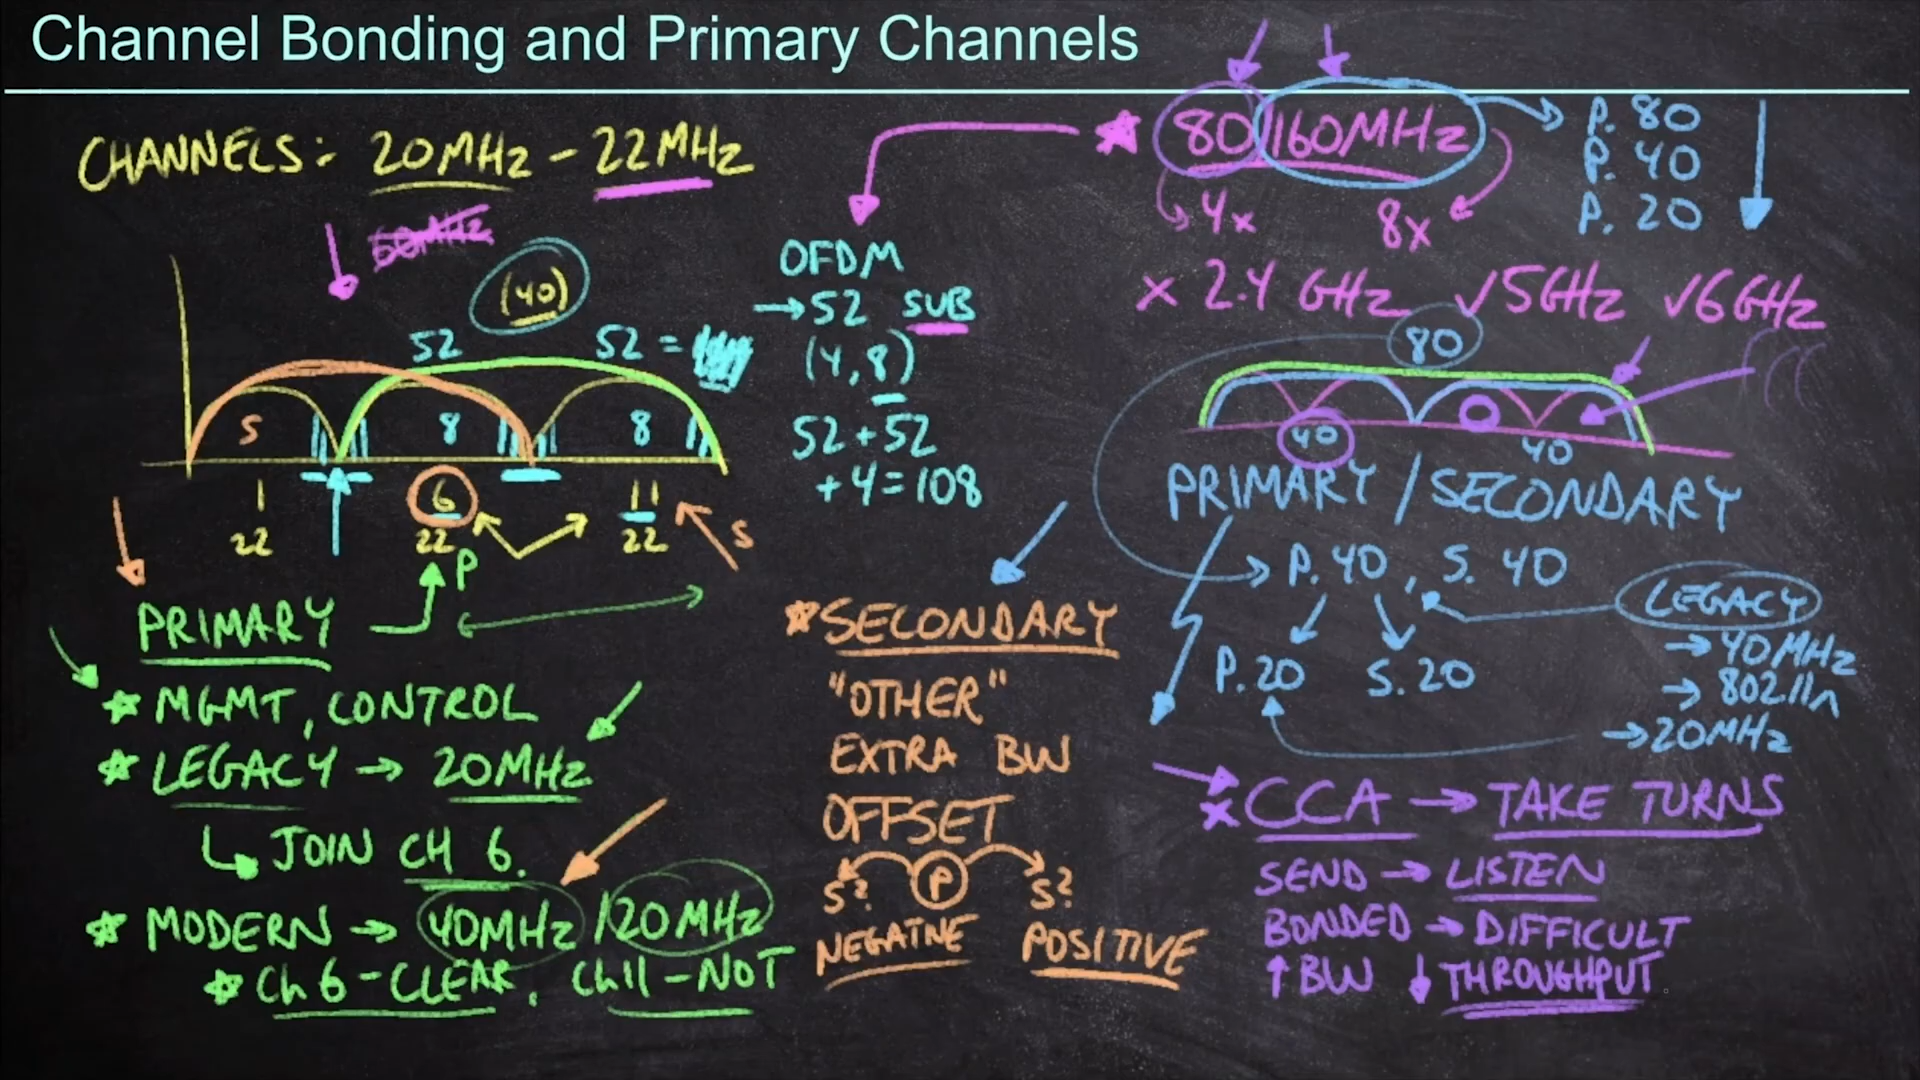 Channel Bonding and Primary Channels
CHANNELS: 20MHz - 22MHz
60MHz
(40)
52 52 =
S 8 8
1 6 11
22 22 22
P
S
PRIMARY
MGMT, CONTROL
LEGACY → 20MHz
JOIN CH 6.
MODERN → 40MHz /20MHz
Ch 6 - CLEAR, Ch11 - NOT
OFDM
→ 52 SUB
(4,8)
52+52
+4=108
SECONDARY
"OTHER"
EXTRA BW
OFFSET
S? P S?
NEGATIVE POSITIVE
80/160MHz
4x 8x
P. 80
P. 40
P. 20
x 2.4 GHz ✓5GHz ✓6GHz
80
40 40
PRIMARY / SECONDARY
P. 40, S. 40
P. 20 S. 20
LEGACY
→ 40MHz
→ 802.11n
→ 20MHz
x CCA → TAKE TURNS
SEND → LISTEN
BONDED → DIFFICULT
↑ BW ↓ THROUGHPUT